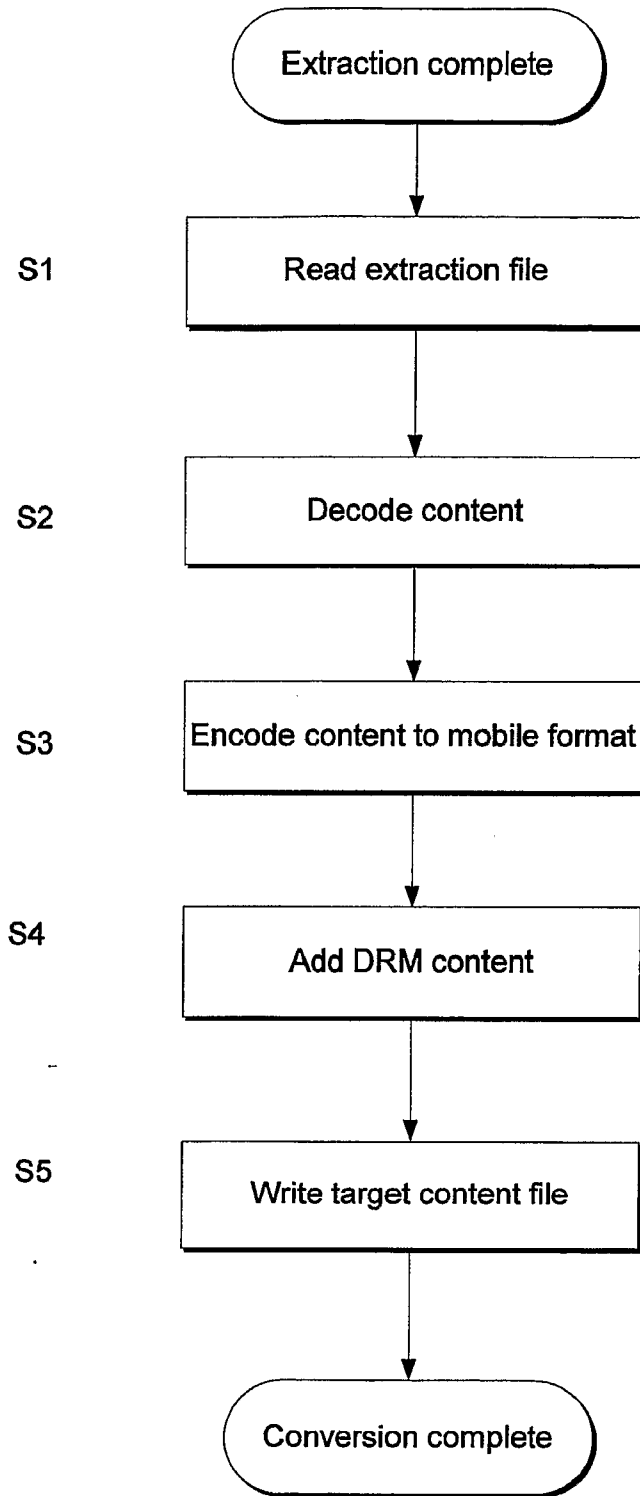 Extraction complete
S1
Read extraction file
S2
Decode content
S3
Encode content to mobile format
S4
Add DRM content
S5
Write target content file
Conversion complete